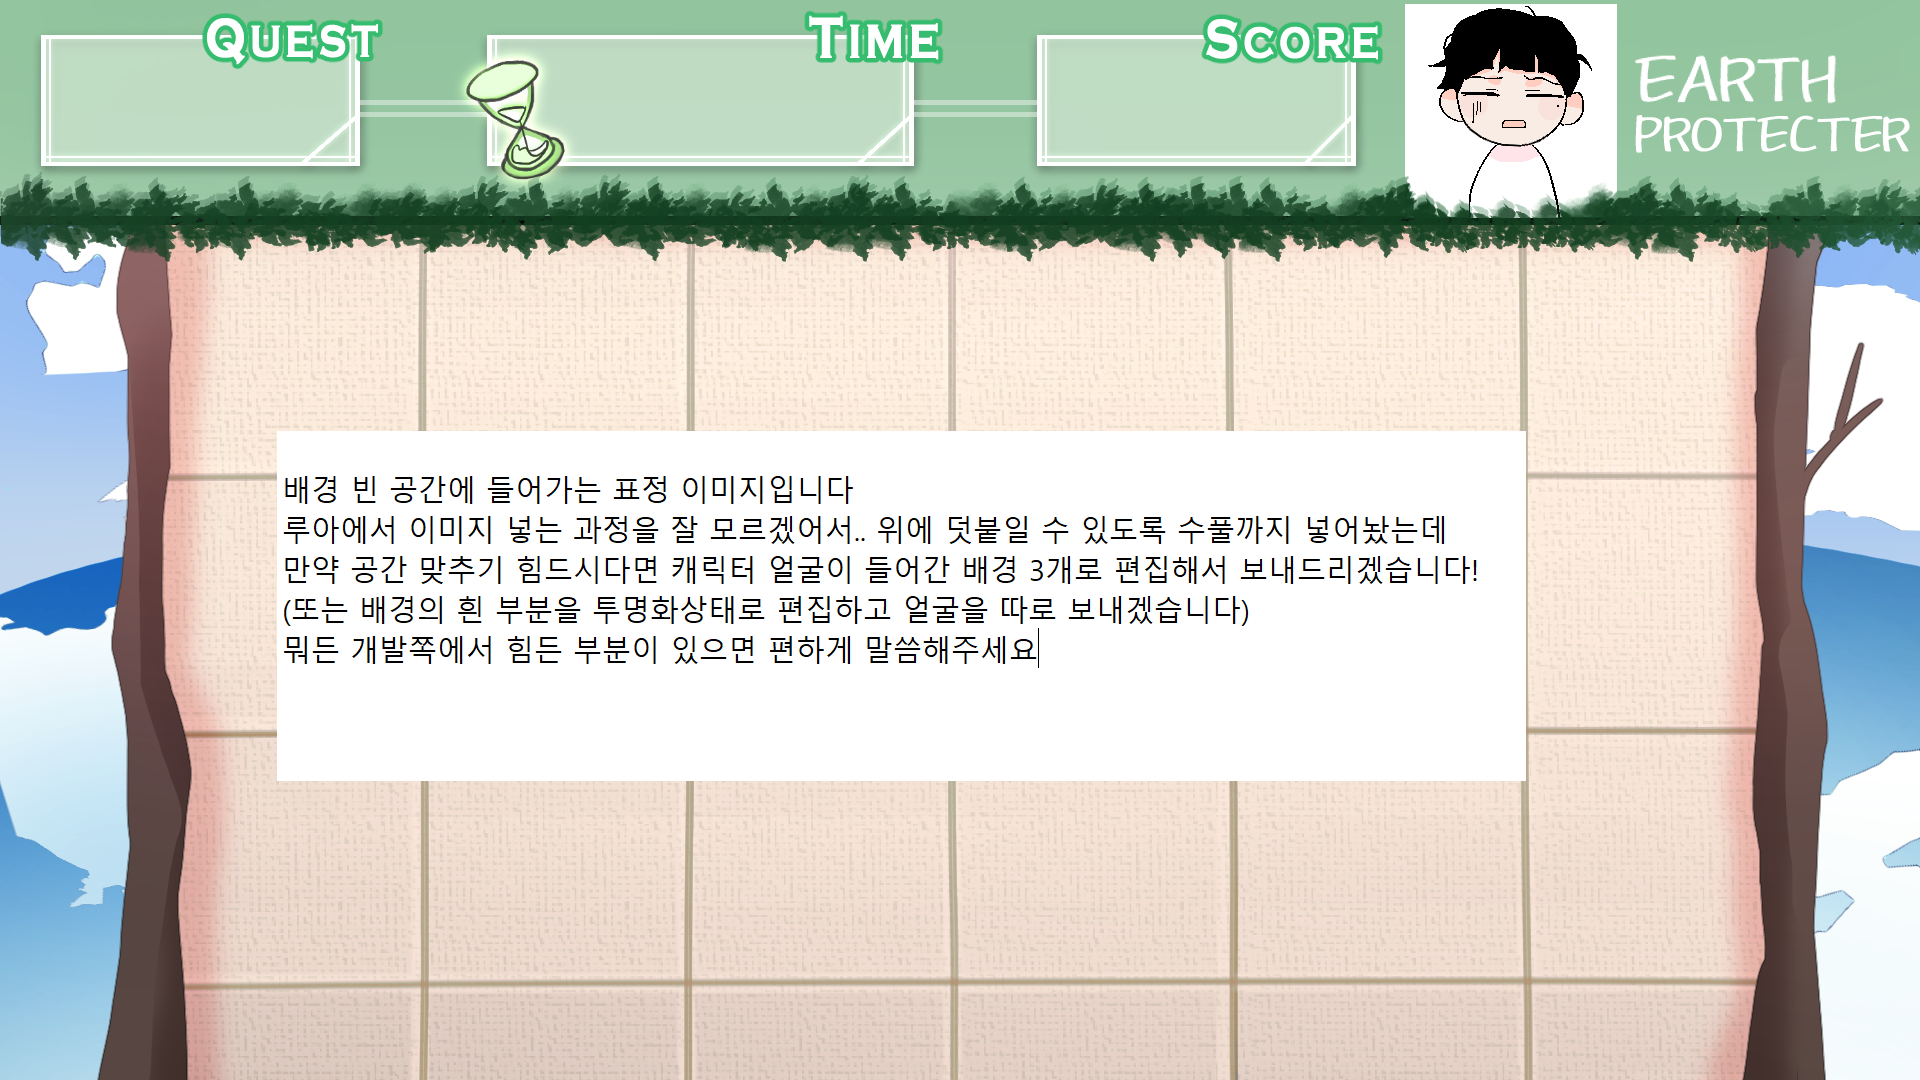 QUEST
TIME
SCORE
EARTH
PROTECTER
배경 빈 공간에 들어가는 표정 이미지입니다
루아에서 이미지 넣는 과정을 잘 모르겠어서.. 위에 덧붙일 수 있도록 수풀까지 넣어놨는데
만약 공간 맞추기 힘드시다면 캐릭터 얼굴이 들어간 배경 3개로 편집해서 보내드리겠습니다!
(또는 배경의 흰 부분을 투명화상태로 편집하고 얼굴을 따로 보내겠습니다)
뭐든 개발쪽에서 힘든 부분이 있으면 편하게 말씀해주세요